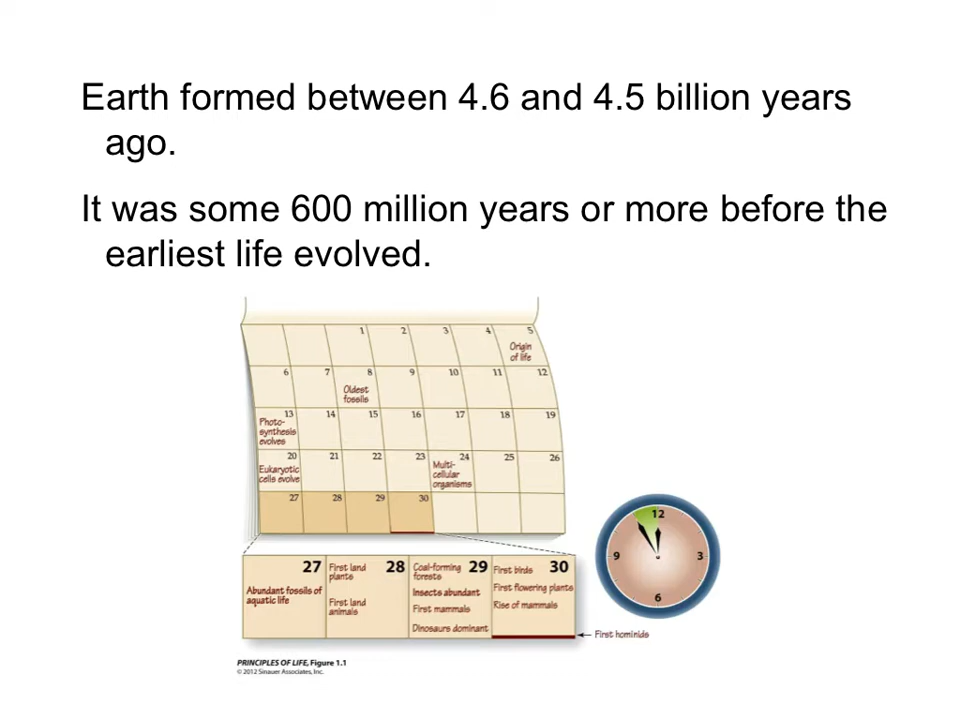 Earth formed between 4.6 and 4.5 billion years
ago.
It was some 600 million years or more before the
earliest life evolved.
1 2 3 4 5
Origin
of life
6 7 8 9 10 11 12
Oldest
fossils
13 14 15 16 17 18 19
Photo-
synthesis
evolves
20 21 22 23 24 25 26
Eukaryotic
cells evolve
Multi-
cellular
organisms
27 28 29 30
27
Abundant fossils of
aquatic life
28
First land
plants
First land
animals
29
Coal-forming
forests
Insects abundant
First mammals
Dinosaurs dominant
30
First birds
First flowering plants
Rise of mammals
First hominids
12
9 3
6
PRINCIPLES OF LIFE, Figure 1.1
© 2012 Sinauer Associates, Inc.